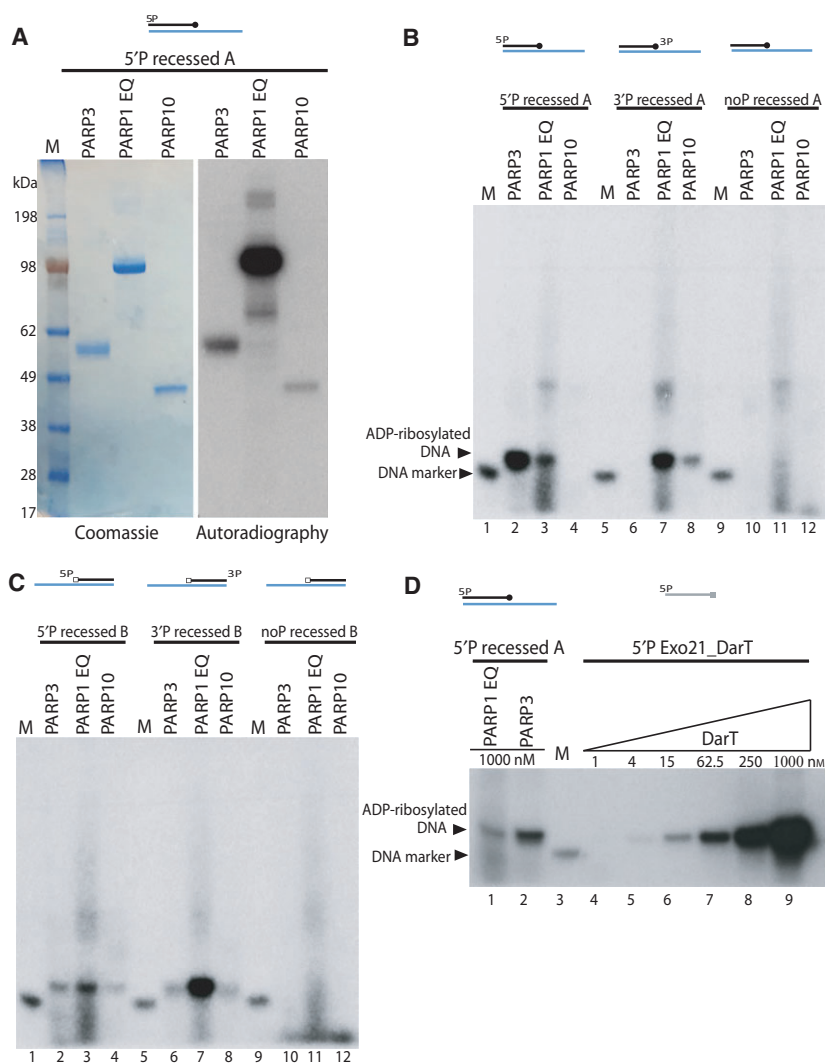 A
5P
5′P recessed A
M
PARP3
PARP1 EQ
PARP10
PARP3
PARP1 EQ
PARP10
kDa
198
98
62
49
38
28
17
Coomassie
Autoradiography
B
5P
3P
5′P recessed A
3′P recessed A
noP recessed A
M
PARP3
PARP1 EQ
PARP10
M
PARP3
PARP1 EQ
PARP10
M
PARP3
PARP1 EQ
PARP10
ADP-ribosylated
DNA
DNA marker
1 2 3 4 5 6 7 8 9 10 11 12
C
5P
3P
5′P recessed B
3′P recessed B
noP recessed B
M
PARP3
PARP1 EQ
PARP10
M
PARP3
PARP1 EQ
PARP10
M
PARP3
PARP1 EQ
PARP10
1 2 3 4 5 6 7 8 9 10 11 12
D
5P
5P
5′P recessed A
5′P Exo21_DarT
PARP1 EQ
PARP3
1000 nM
M
DarT
1 4 15 62.5 250 1000 nM
ADP-ribosylated
DNA
DNA marker
1 2 3 4 5 6 7 8 9